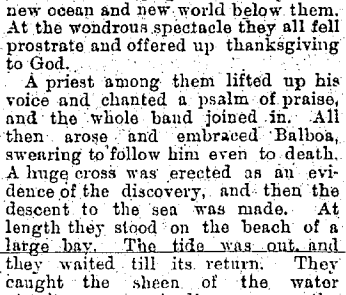 new ocean and new world below them.
At the wondrous spectacle they all fell
prostrate and offered up thanksgiving
to God.
A priest among them lifted up his
voice and chanted a psalm of praise,
and the whole band joined in. All
then arose and embraced Balboa,
swearing to follow him even to death.
A huge cross was erected as an evi-
dence of the discovery, and then the
descent to the sea was made. At
length they stood on the beach of a
large bay. The tide was out and
they waited till its return. They
caught the sheen of the water